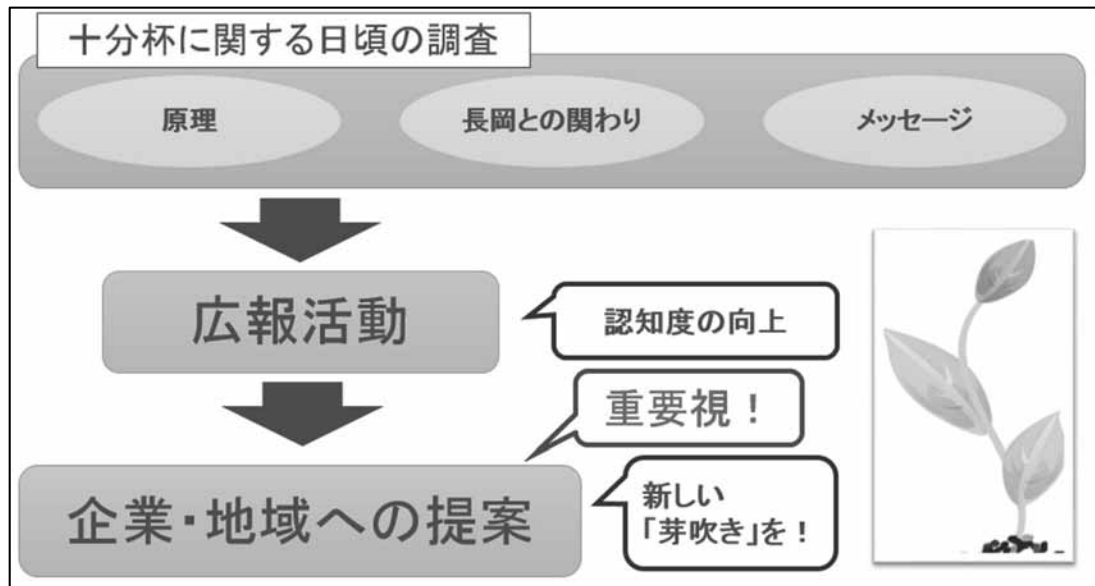 十分杯に関する日頃の調査
原理
長岡との関わり
メッセージ
広報活動
認知度の向上
重要視！
企業・地域への提案
新しい
「芽吹き」を！